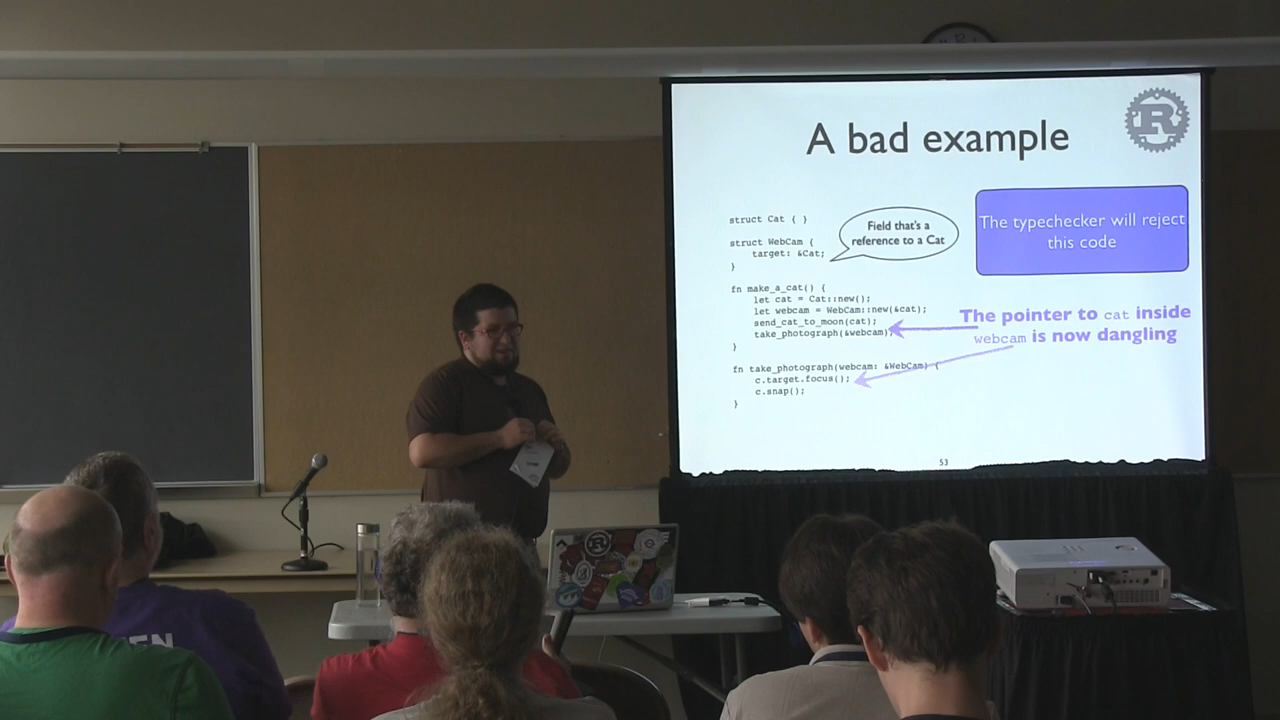 A bad example
R
struct Cat { }
struct WebCam {
target: &Cat;
}
Field that's a
reference to a Cat
The typechecker will reject
this code
fn make_a_cat() {
let cat = Cat::new();
let webcam = WebCam::new(&cat);
send_cat_to_moon(cat);
take_photograph(&webcam);
}
The pointer to cat inside
webcam is now dangling
fn take_photograph(webcam: &WebCam) {
c.target.focus();
c.snap();
}
53